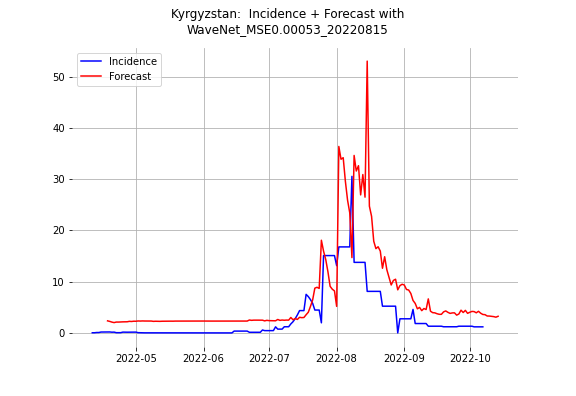 Kyrgyzstan:  Incidence + Forecast with
WaveNet_MSE0.00053_20220815
Incidence
Forecast
50
40
30
20
10
0
2022-05 2022-06 2022-07 2022-08 2022-09 2022-10